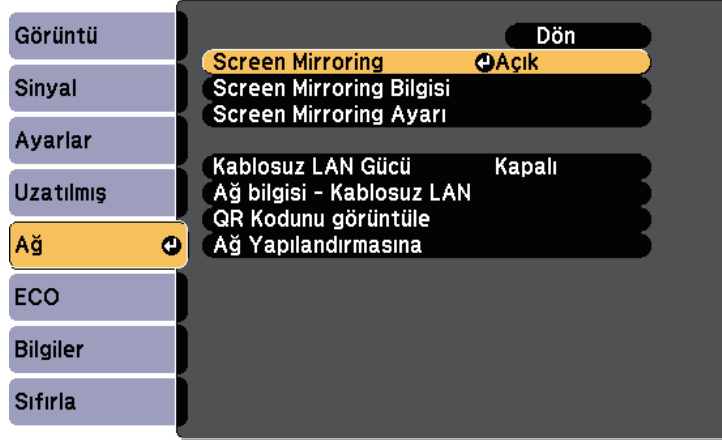 Görüntü
Sinyal
Ayarlar
Uzatılmış
Ağ
ECO
Bilgiler
Sıfırla
Dön
Screen Mirroring Açık
Screen Mirroring Bilgisi
Screen Mirroring Ayarı
Kablosuz LAN Gücü Kapalı
Ağ bilgisi - Kablosuz LAN
QR Kodunu görüntüle
Ağ Yapılandırmasına